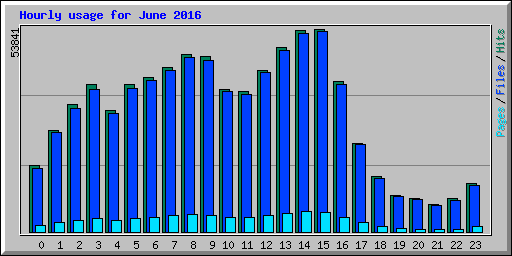 Hourly usage for June 2016
53841
Pages/Files/Hits
0 1 2 3 4 5 6 7 8 9 10 11 12 13 14 15 16 17 18 19 20 21 22 23